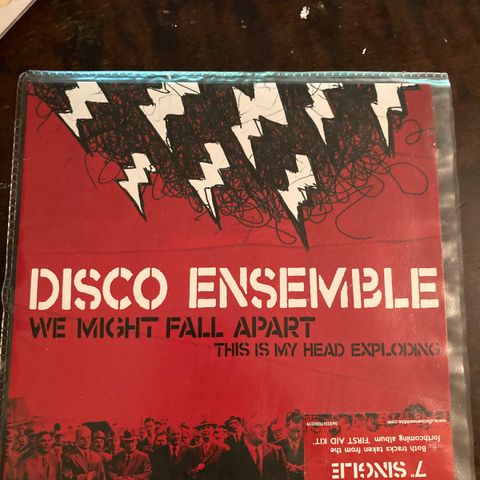 DISCO ENSEMBLE
WE MIGHT FALL APART
THIS IS MY HEAD EXPLODING
7" SINGLE
Both tracks taken from the
forthcoming album FIRST AID KIT